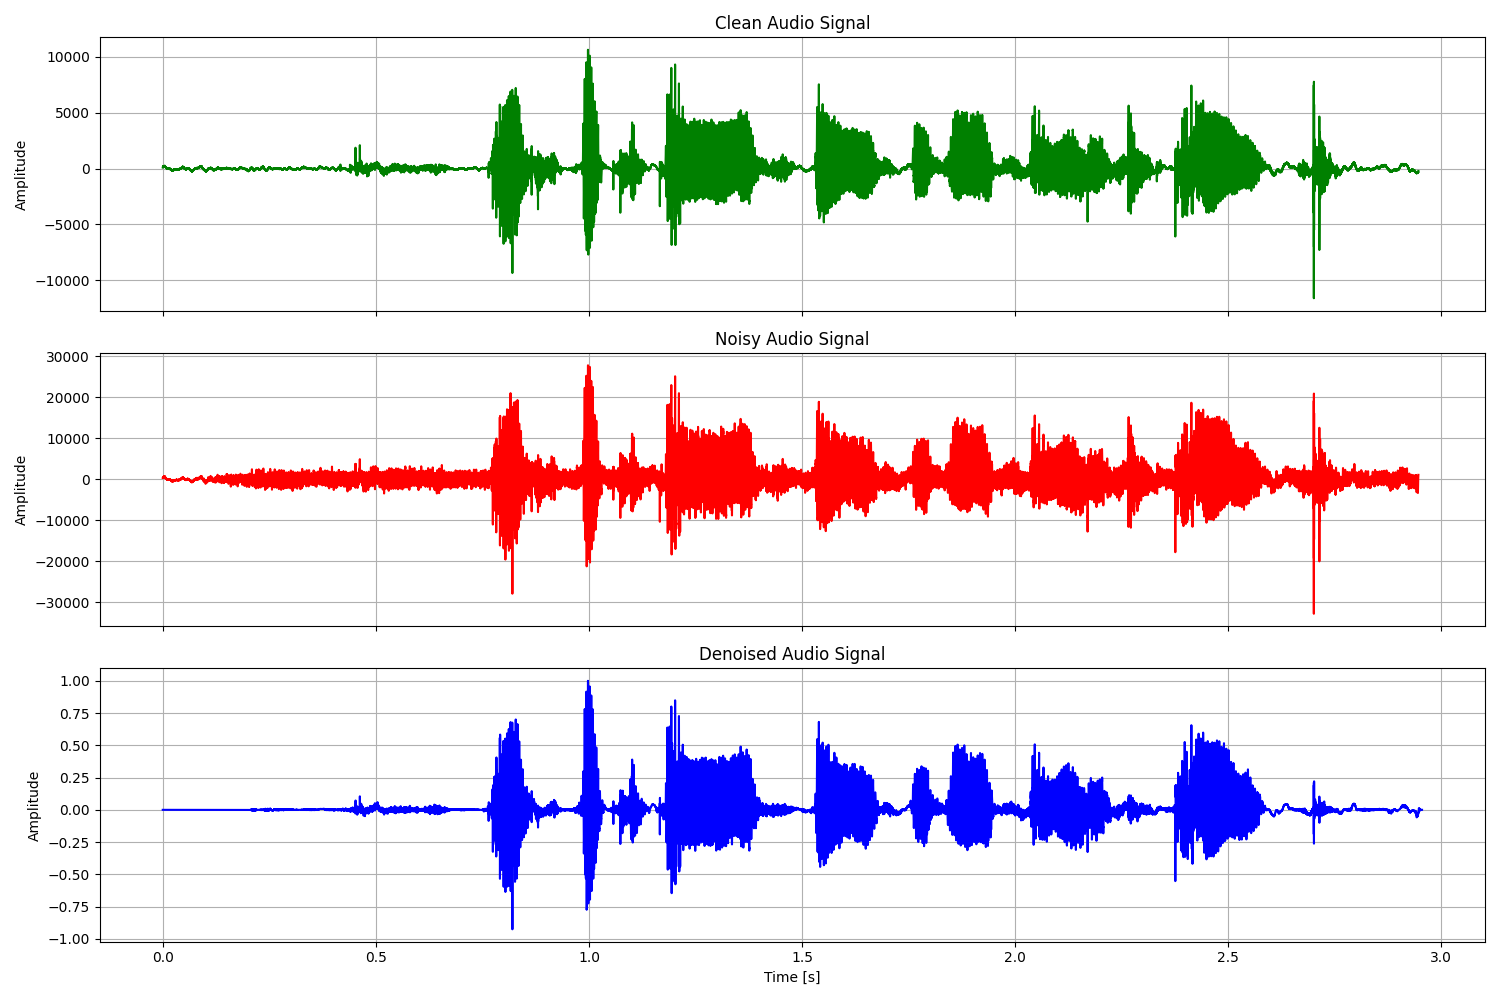 Clean Audio Signal
10000
5000
0
−5000
−10000
Amplitude
Noisy Audio Signal
30000
20000
10000
0
−10000
−20000
−30000
Amplitude
Denoised Audio Signal
1.00
0.75
0.50
0.25
0.00
−0.25
−0.50
−0.75
−1.00
Amplitude
0.0 0.5 1.0 1.5 2.0 2.5 3.0
Time [s]